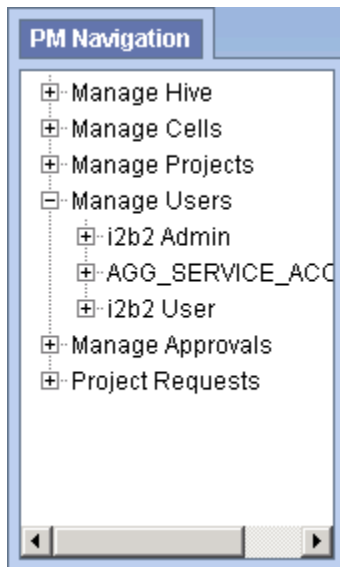 PM Navigation
Manage Hive
Manage Cells
Manage Projects
Manage Users
i2b2 Admin
AGG_SERVICE_ACC
i2b2 User
Manage Approvals
Project Requests